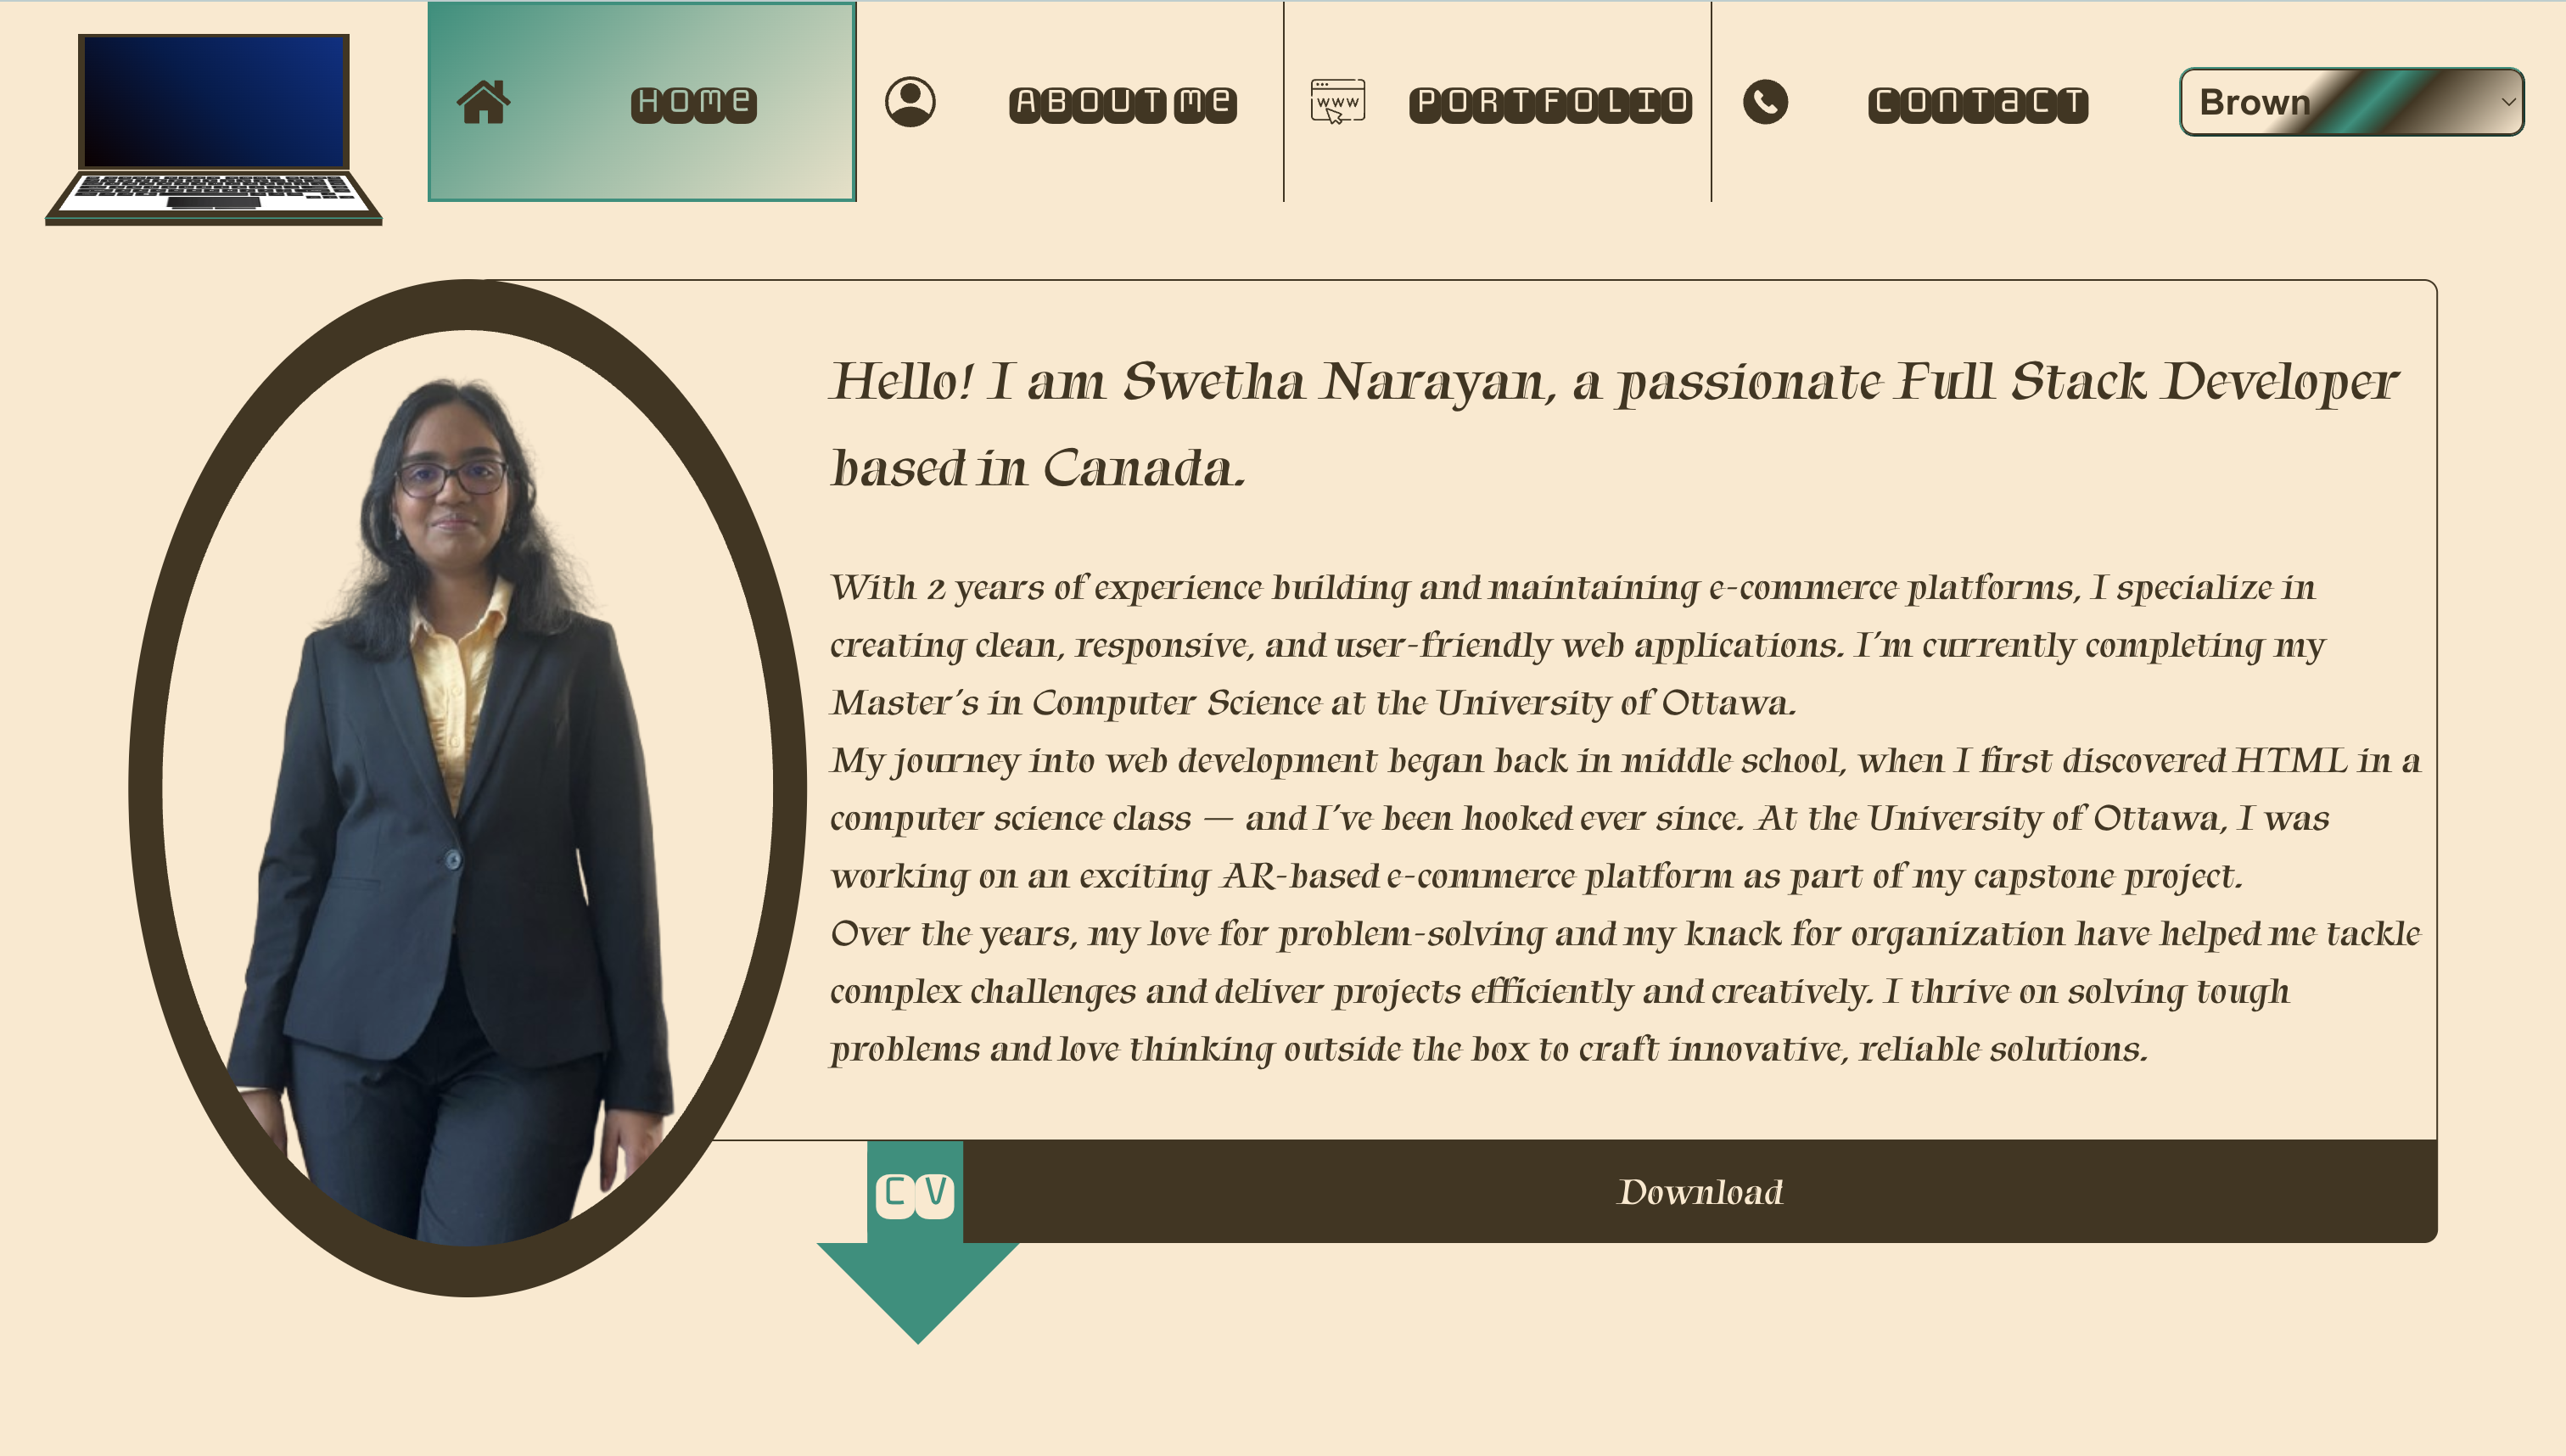 Home
About Me
www
Portfolio
Contact
Brown
Hello! I am Swetha Narayan, a passionate Full Stack Developer
based in Canada.
With 2 years of experience building and maintaining e-commerce platforms, I specialize in
creating clean, responsive, and user-friendly web applications. I’m currently completing my
Master’s in Computer Science at the University of Ottawa.
My journey into web development began back in middle school, when I first discovered HTML in a
computer science class — and I’ve been hooked ever since. At the University of Ottawa, I was
working on an exciting AR-based e-commerce platform as part of my capstone project.
Over the years, my love for problem-solving and my knack for organization have helped me tackle
complex challenges and deliver projects efficiently and creatively. I thrive on solving tough
problems and love thinking outside the box to craft innovative, reliable solutions.
CV
Download